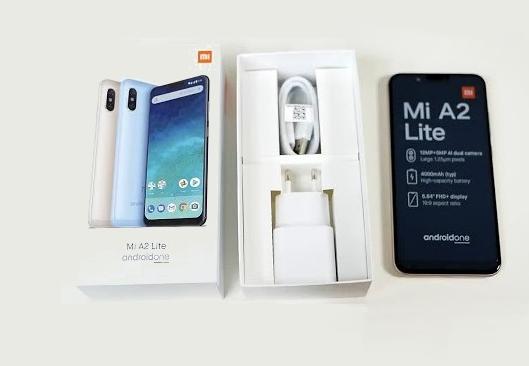 mi
Mi A2 Lite
androidone
mi
Mi A2
Lite
12MP+5MP AI dual camera
Large 1.25μm pixels
4000mAh (typ)
High-capacity battery
5.84" FHD+ display
19:9 aspect ratio
androidone